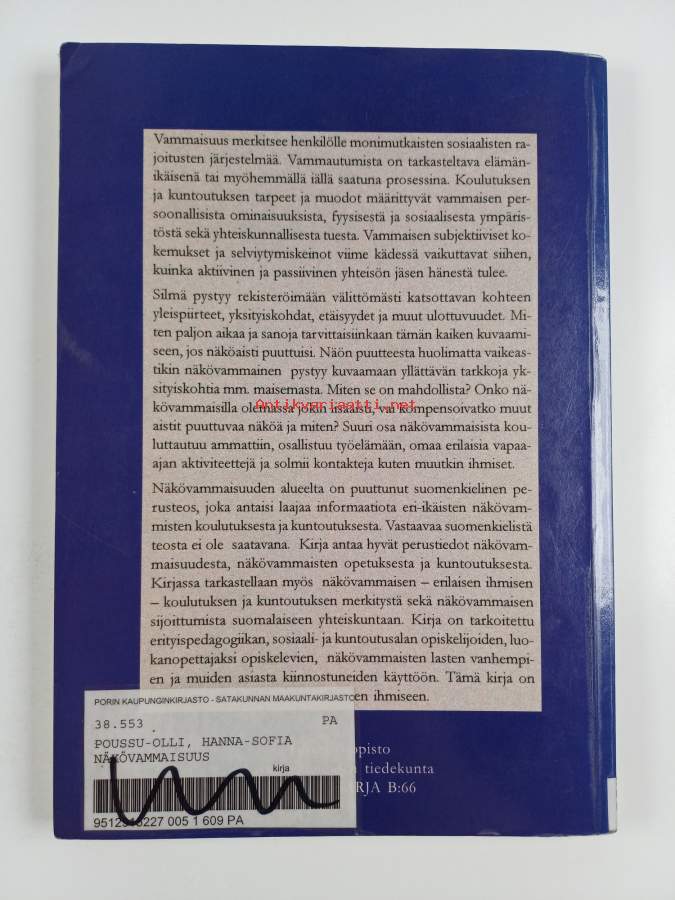 Vammaisuus merkitsee henkilölle monimutkaisten sosiaalisten ra-
joitusten järjestelmää. Vammautumista on tarkasteltava elämän-
ikäisenä tai myöhemmällä iällä saatuna prosessina. Koulutuksen
ja kuntoutuksen tarpeet ja muodot määrittyvät vammaisen per-
soonallisista ominaisuuksista, fyysisestä ja sosiaalisesta ympäris-
töstä sekä yhteiskunnallisesta tuesta. Vammaisen subjektiiviset ko-
kemukset ja selviytymiskeinot viime kädessä vaikuttavat siihen,
kuinka aktiivinen ja passiivinen yhteisön jäsen hänestä tulee.
Silmä pystyy rekisteröimään välittömästi katsottavan kohteen
yleispiirteet, yksityiskohdat, etäisyydet ja muut ulottuvuudet. Mi-
ten paljon aikaa ja sanoja tarvittaisiinkaan tämän kaiken kuvaami-
seen, jos näköaisti puuttuisi. Näön puutteesta huolimatta vaikeas-
tikin näkövammainen pystyy kuvaamaan yllättävän tarkkoja yk-
sityiskohtia mm. maisemasta. Miten se on mahdollista? Onko nä-
kövammaisilla olemassa jokin lisäaisti, vai kompensoivatko muut
Antikvariaatti.net
aistit puuttuvaa näköä ja miten? Suuri osa näkövammaisista kou-
luttautuu ammattiin, osallistuu työelämään, omaa erilaisia vapaa-
ajan aktiviteettejä ja solmii kontakteja kuten muutkin ihmiset.
Näkövammaisuuden alueelta on puuttunut suomenkielinen pe-
rusteos, joka antaisi laajaa informaatiota eri-ikäisten näkövam-
misten koulutuksesta ja kuntoutuksesta. Vastaavaa suomenkielistä
teosta ei ole saatavana. Kirja antaa hyvät perustiedot näkövam-
maisuudesta, näkövammaisten opetuksesta ja kuntoutuksesta.
Kirjassa tarkastellaan myös näkövammaisen – erilaisen ihmisen
– koulutuksen ja kuntoutuksen merkitystä sekä näkövammaisen
sijoittumista suomalaiseen yhteiskuntaan. Kirja on tarkoitettu
erityispedagogiikan, sosiaali- ja kuntoutusalan opiskelijoiden, luo-
kanopettajaksi opiskelevien, näkövammaisten lasten vanhempi-
en ja muiden asiasta kiinnostuneiden käyttöön. Tämä kirja on
en ihmiseen.
PORIN KAUPUNGINKIRJASTO - SATAKUNNAN MAAKUNTAKIRJASTO
38.553 PA
POUSSU-OLLI, HANNA-SOFIA
NÄKÖVAMMAISUUS
kirja
227 005 1 609 PA
opisto
tiedekunta
RJA B:66